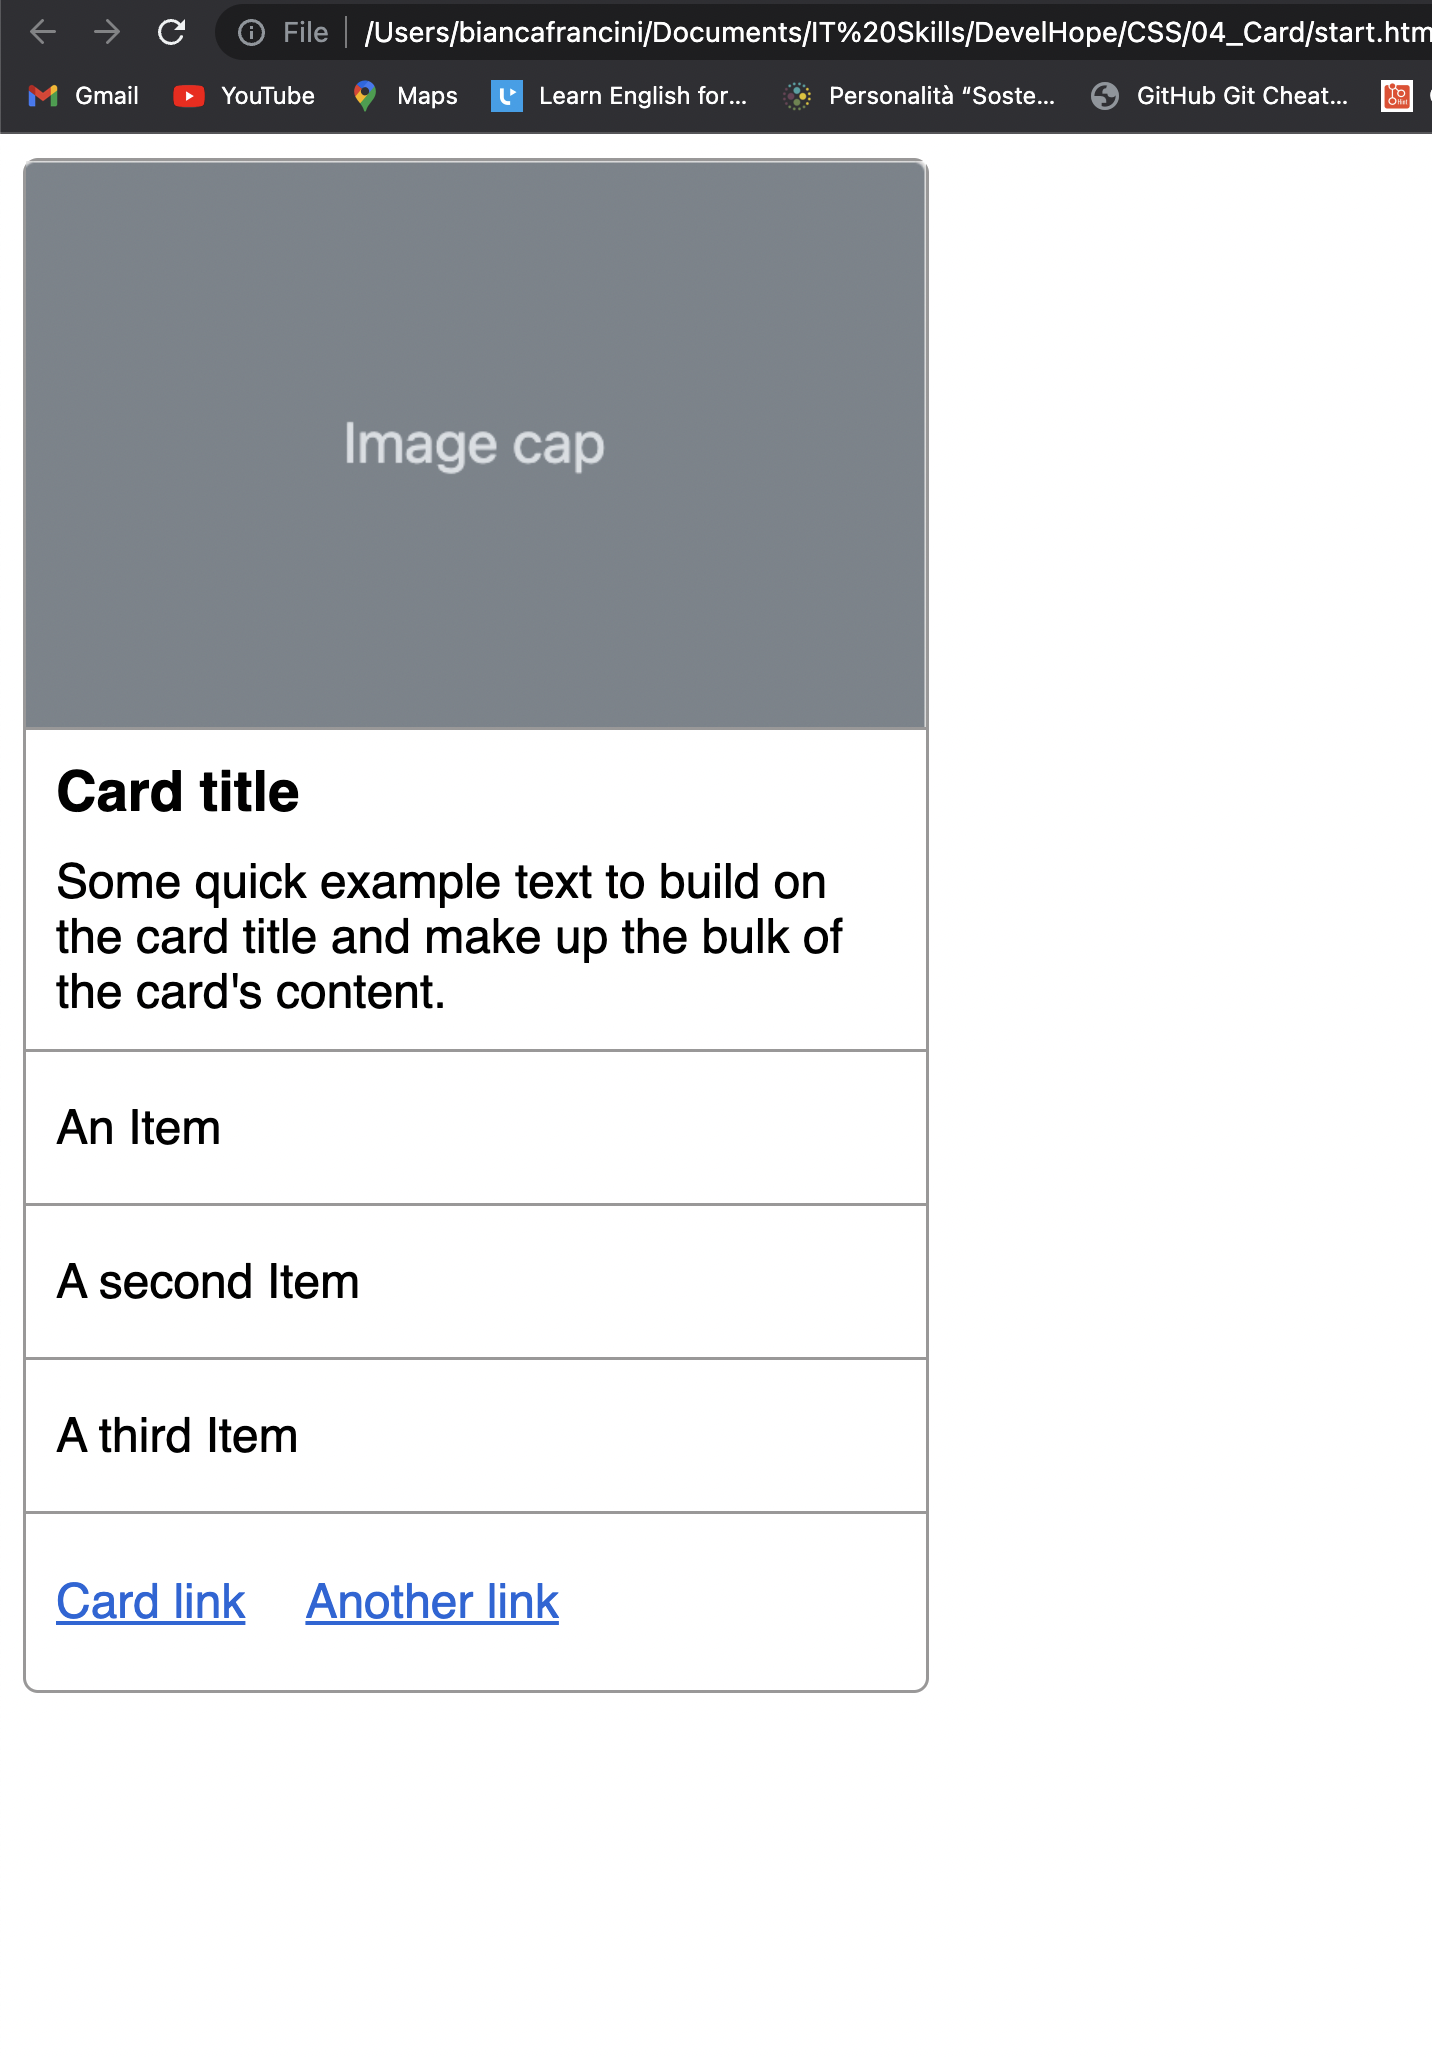 File | /Users/biancafrancini/Documents/IT%20Skills/DevelHope/CSS/04_Card/start.htm
Gmail YouTube Maps Learn English for... Personalità “Soste... GitHub Git Cheat...
Image cap
Card title
Some quick example text to build on
the card title and make up the bulk of
the card's content.
An Item
A second Item
A third Item
Card link Another link